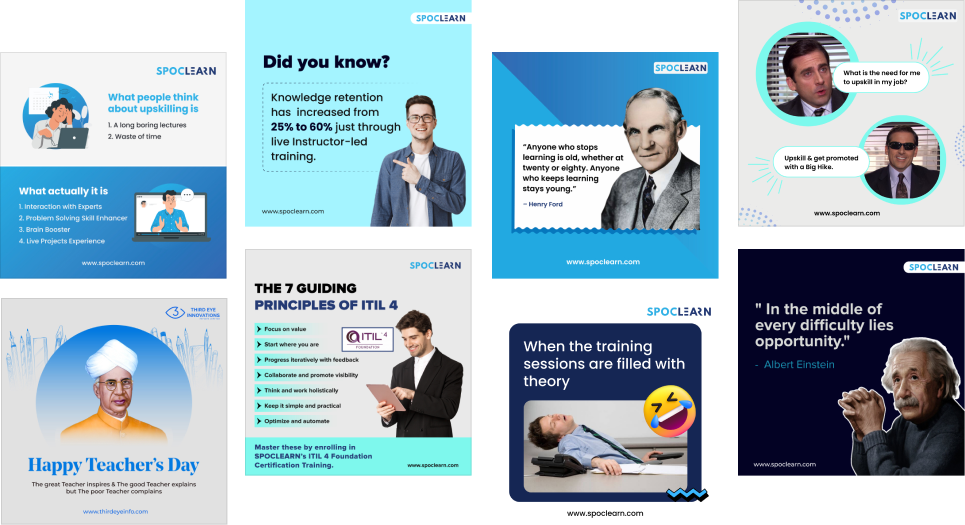 SPOCLEARN
What people think
about upskilling is
1. A long boring lectures
2. Waste of time
What actually it is
1. Interaction with Experts
2. Problem Solving Skill Enhancer
3. Brain Booster
4. Live Projects Experience
www.spoclearn.com
THIRD EYE
INNOVATIONS
Happy Teacher's Day
The great Teacher inspires & The good Teacher explains
but The poor Teacher complains
www.thirdeyeinfo.com
SPOCLEARN
Did you know?
Knowledge retention
has increased from
25% to 60% just through
live Instructor-led
training.
www.spoclearn.com
SPOCLEARN
THE 7 GUIDING
PRINCIPLES OF ITIL 4
Focus on value
Start where you are
Progress iteratively with feedback
Collaborate and promote visibility
Think and work holistically
Keep it simple and practical
Optimize and automate
ITIL 4
FOUNDATION
Master these by enrolling in
SPOCLEARN's ITIL 4 Foundation
Certification Training.
www.spoclearn.com
SPOCLEARN
“Anyone who stops
learning is old, whether at
twenty or eighty. Anyone
who keeps learning
stays young.”
– Henry Ford
www.spoclearn.com
SPOCLEARN
When the training
sessions are filled with
theory
www.spoclearn.com
SPOCLEARN
What is the need for me
to upskill in my job?
Upskill & get promoted
with a Big Hike.
www.spoclearn.com
SPOCLEARN
" In the middle of
every difficulty lies
opportunity."
- Albert Einstein
www.spoclearn.com